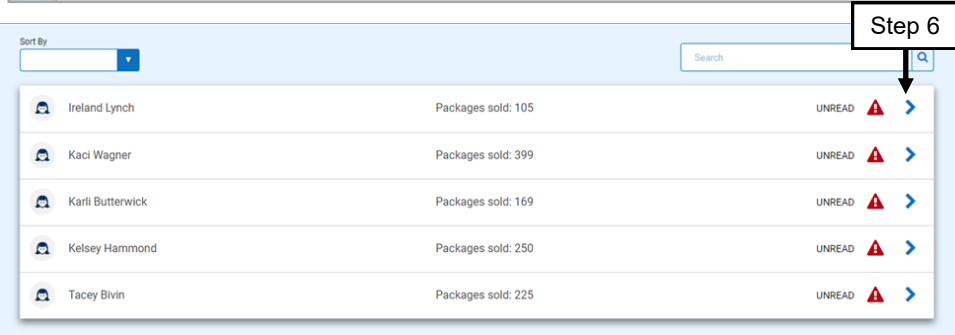 Step 6
Sort By
Search
Ireland Lynch Packages sold: 105 UNREAD
Kaci Wagner Packages sold: 399 UNREAD
Karli Butterwick Packages sold: 169 UNREAD
Kelsey Hammond Packages sold: 250 UNREAD
Tacey Bivin Packages sold: 225 UNREAD